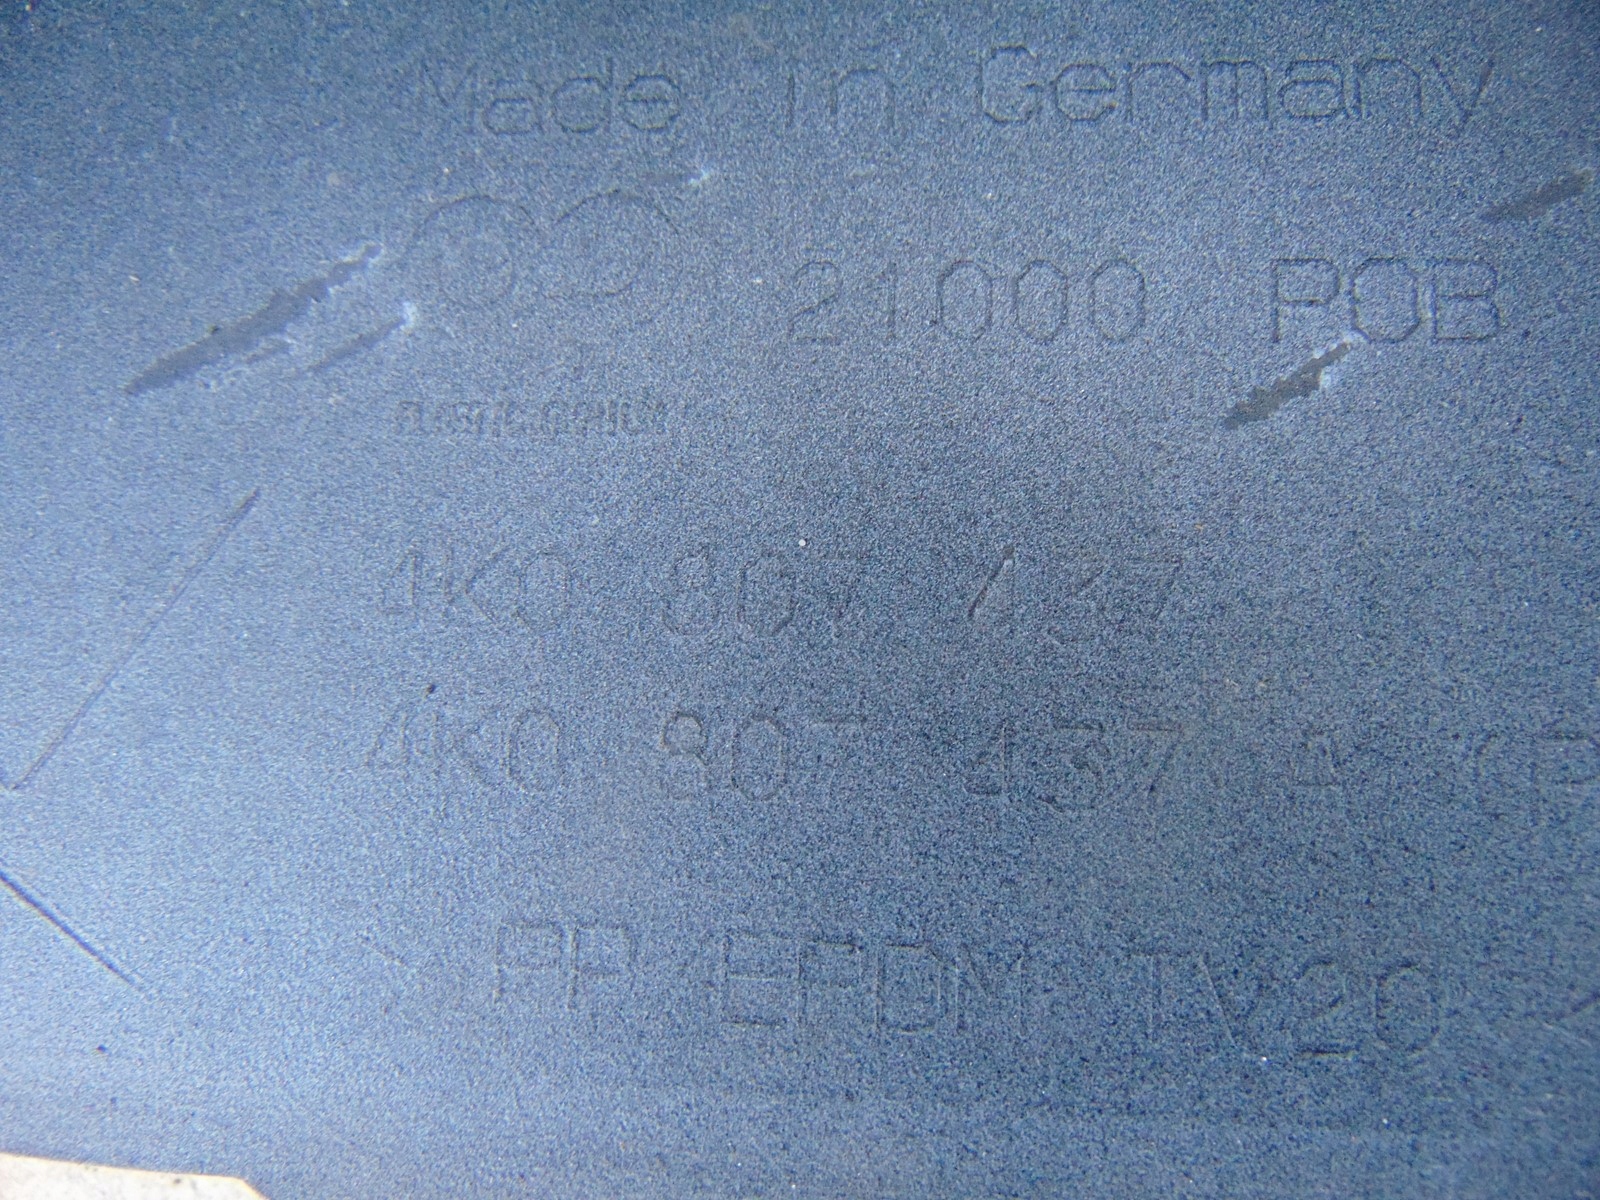 Made in Germany
21000 POB
4K0 807 437
4K0 807 437
PP EPDM TV20